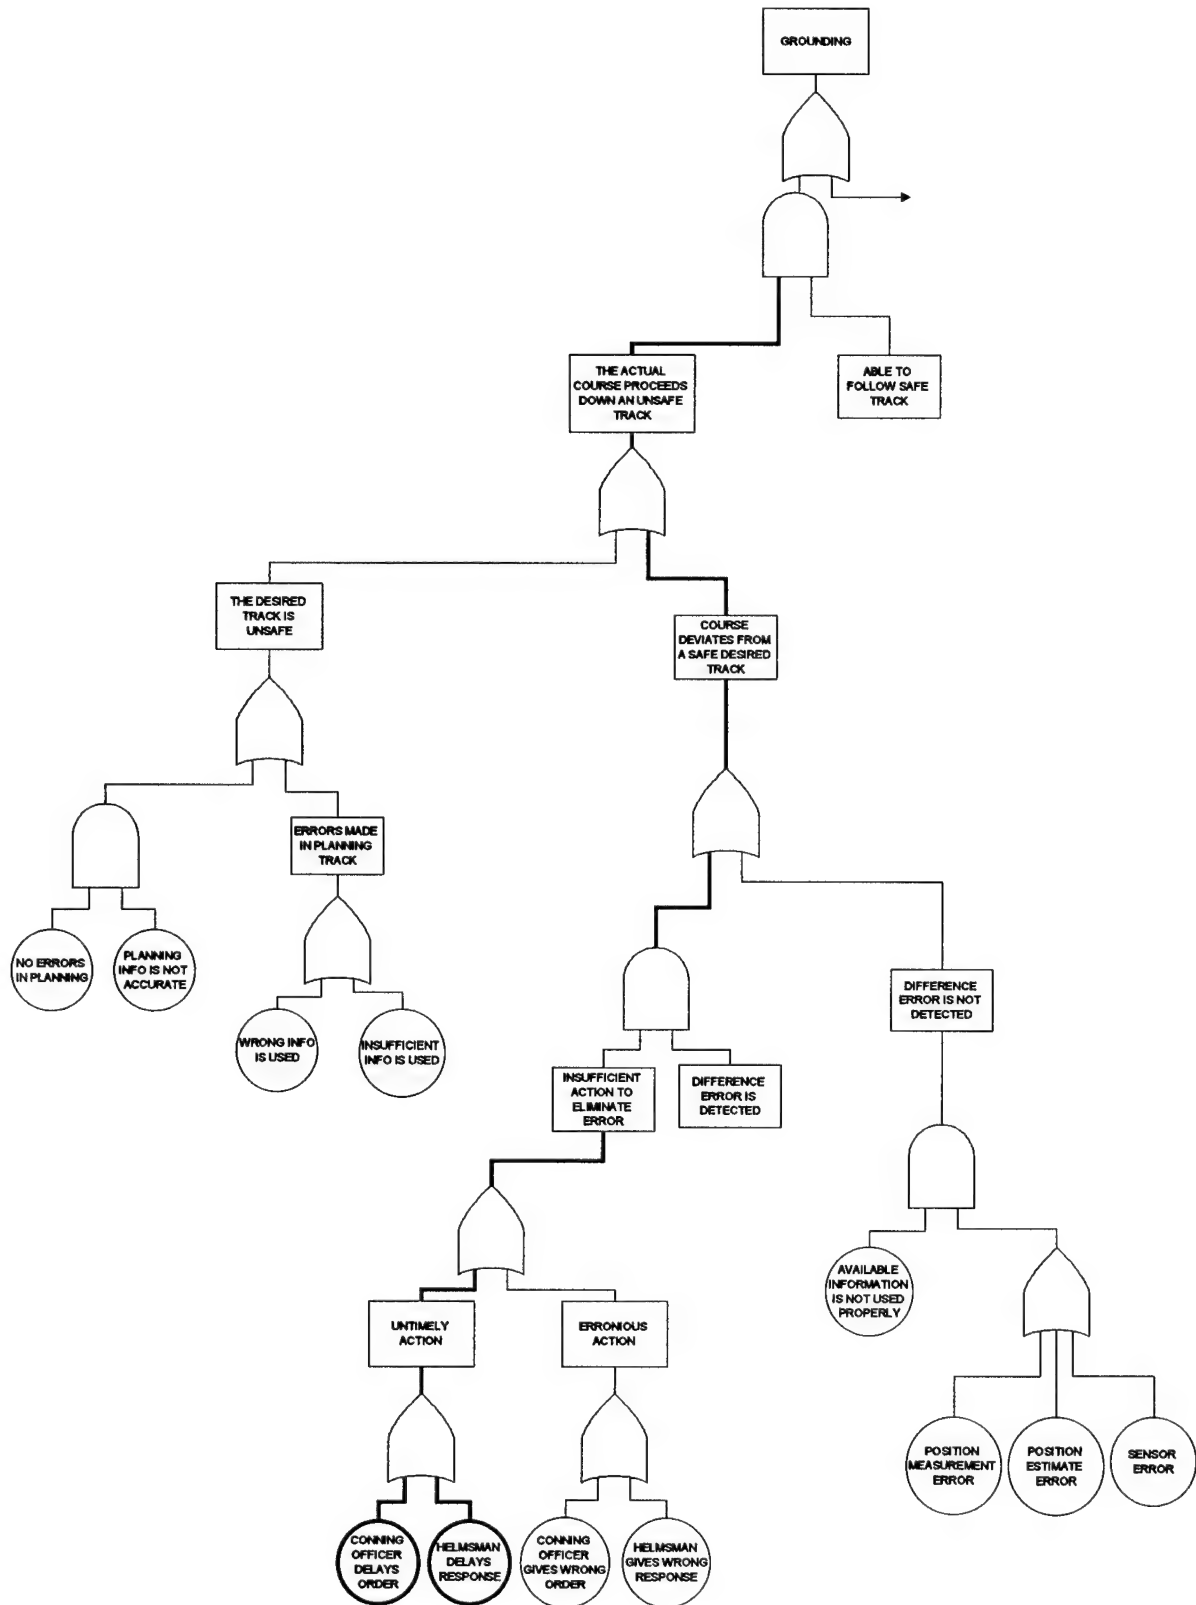 GROUNDING
THE ACTUAL
COURSE PROCEEDS
DOWN AN UNSAFE
TRACK
ABLE TO
FOLLOW SAFE
TRACK
THE DESIRED
TRACK IS
UNSAFE
COURSE
DEVIATES FROM
A SAFE DESIRED
TRACK
ERRORS MADE
IN PLANNING
TRACK
NO ERRORS
IN PLANNING
PLANNING
INFO IS NOT
ACCURATE
WRONG INFO
IS USED
INSUFFICIENT
INFO IS USED
DIFFERENCE
ERROR IS NOT
DETECTED
INSUFFICIENT
ACTION TO
ELIMINATE
ERROR
DIFFERENCE
ERROR IS
DETECTED
AVAILABLE
INFORMATION
IS NOT USED
PROPERLY
UNTIMELY
ACTION
ERRONIOUS
ACTION
POSITION
MEASUREMENT
ERROR
POSITION
ESTIMATE
ERROR
SENSOR
ERROR
CONNING
OFFICER
DELAYS
ORDER
HELMSMAN
DELAYS
RESPONSE
CONNING
OFFICER
GIVES WRONG
ORDER
HELMSMAN
GIVES WRONG
RESPONSE